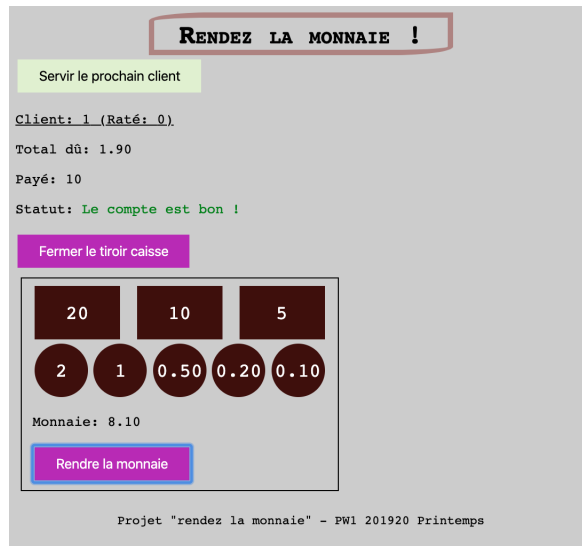 Rendez la monnaie !
Servir le prochain client
Client: 1 (Raté: 0)
Total dû: 1.90
Payé: 10
Statut: Le compte est bon !
Fermer le tiroir caisse
20 10 5
2 1 0.50 0.20 0.10
Monnaie: 8.10
Rendre la monnaie
Projet "rendez la monnaie" - PW1 201920 Printemps